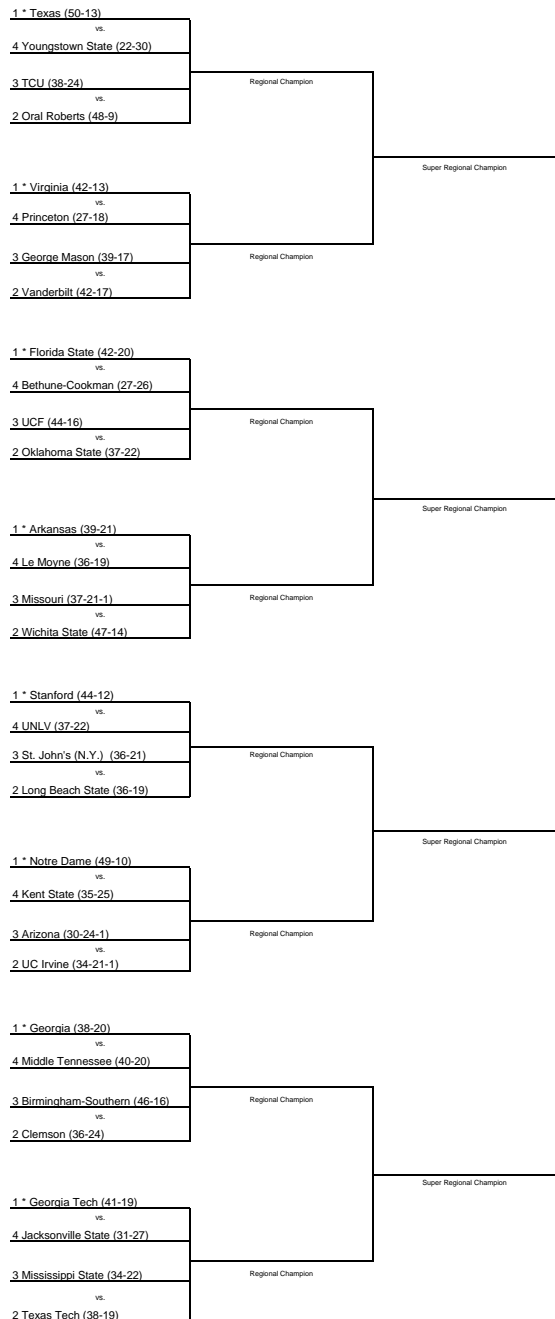 1 * Texas (50-13)
vs.
4 Youngstown State (22-30)
3 TCU (38-24)
Regional Champion
vs.
2 Oral Roberts (48-9)
Super Regional Champion
1 * Virginia (42-13)
vs.
4 Princeton (27-18)
3 George Mason (39-17)
Regional Champion
vs.
2 Vanderbilt (42-17)
1 * Florida State (42-20)
vs.
4 Bethune-Cookman (27-26)
3 UCF (44-16)
Regional Champion
vs.
2 Oklahoma State (37-22)
Super Regional Champion
1 * Arkansas (39-21)
vs.
4 Le Moyne (36-19)
3 Missouri (37-21-1)
Regional Champion
vs.
2 Wichita State (47-14)
1 * Stanford (44-12)
vs.
4 UNLV (37-22)
3 St. John's (N.Y.) (36-21)
Regional Champion
vs.
2 Long Beach State (36-19)
Super Regional Champion
1 * Notre Dame (49-10)
vs.
4 Kent State (35-25)
3 Arizona (30-24-1)
Regional Champion
vs.
2 UC Irvine (34-21-1)
1 * Georgia (38-20)
vs.
4 Middle Tennessee (40-20)
3 Birmingham-Southern (46-16)
Regional Champion
vs.
2 Clemson (36-24)
Super Regional Champion
1 * Georgia Tech (41-19)
vs.
4 Jacksonville State (31-27)
3 Mississippi State (34-22)
Regional Champion
vs.
2 Texas Tech (38-19)